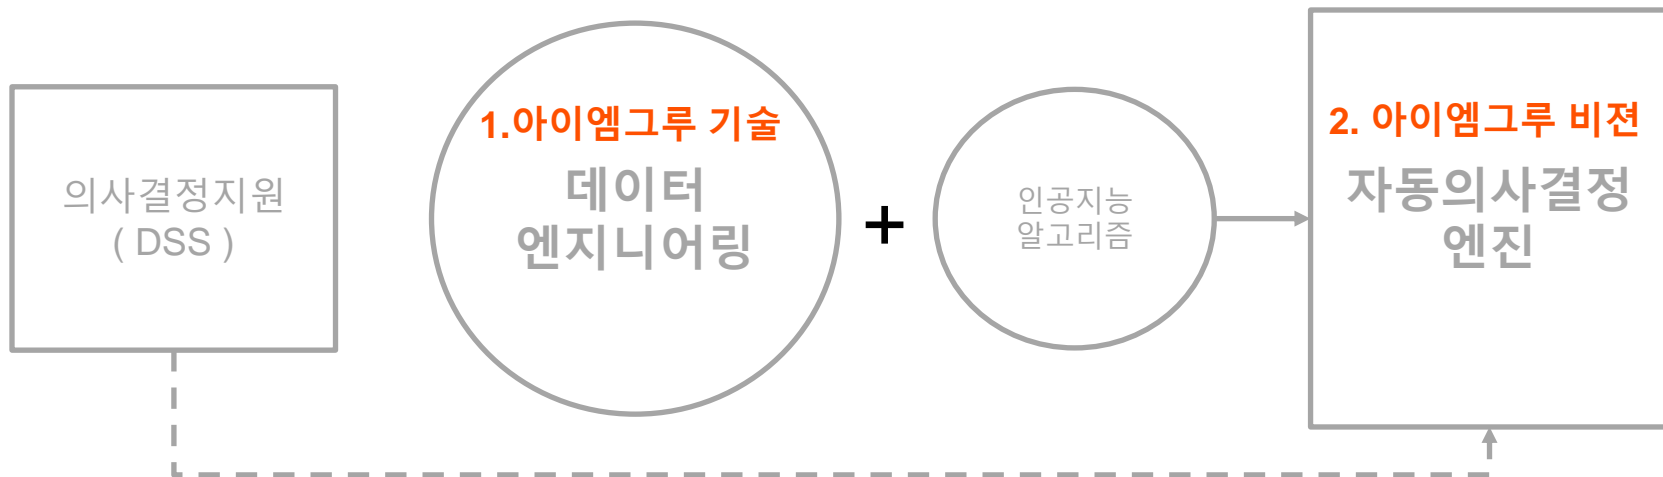 의사결정지원
( DSS )
1.아이엠그루 기술
데이터
엔지니어링
+
인공지능
알고리즘
2. 아이엠그루 비젼
자동의사결정
엔진